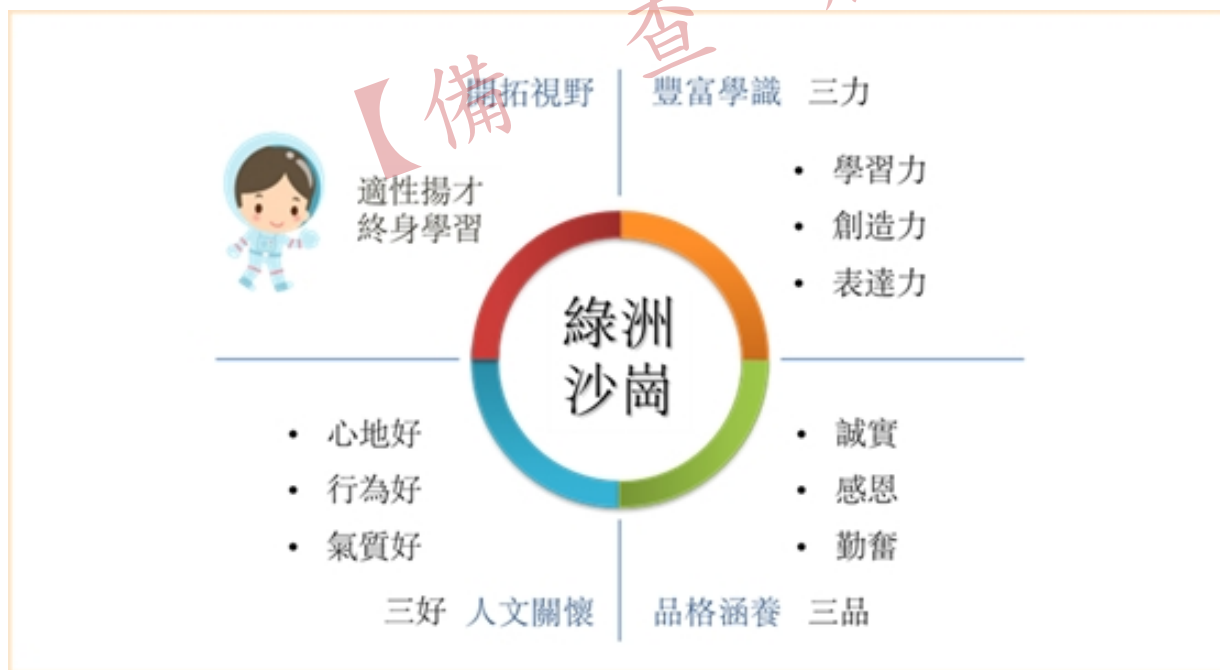 【備 查
開拓視野
適性揚才
終身學習
豐富學識 三力
• 學習力
• 創造力
• 表達力
綠洲
沙崗
• 心地好
• 行為好
• 氣質好
三好 人文關懷
• 誠實
• 感恩
• 勤奮
品格涵養 三品